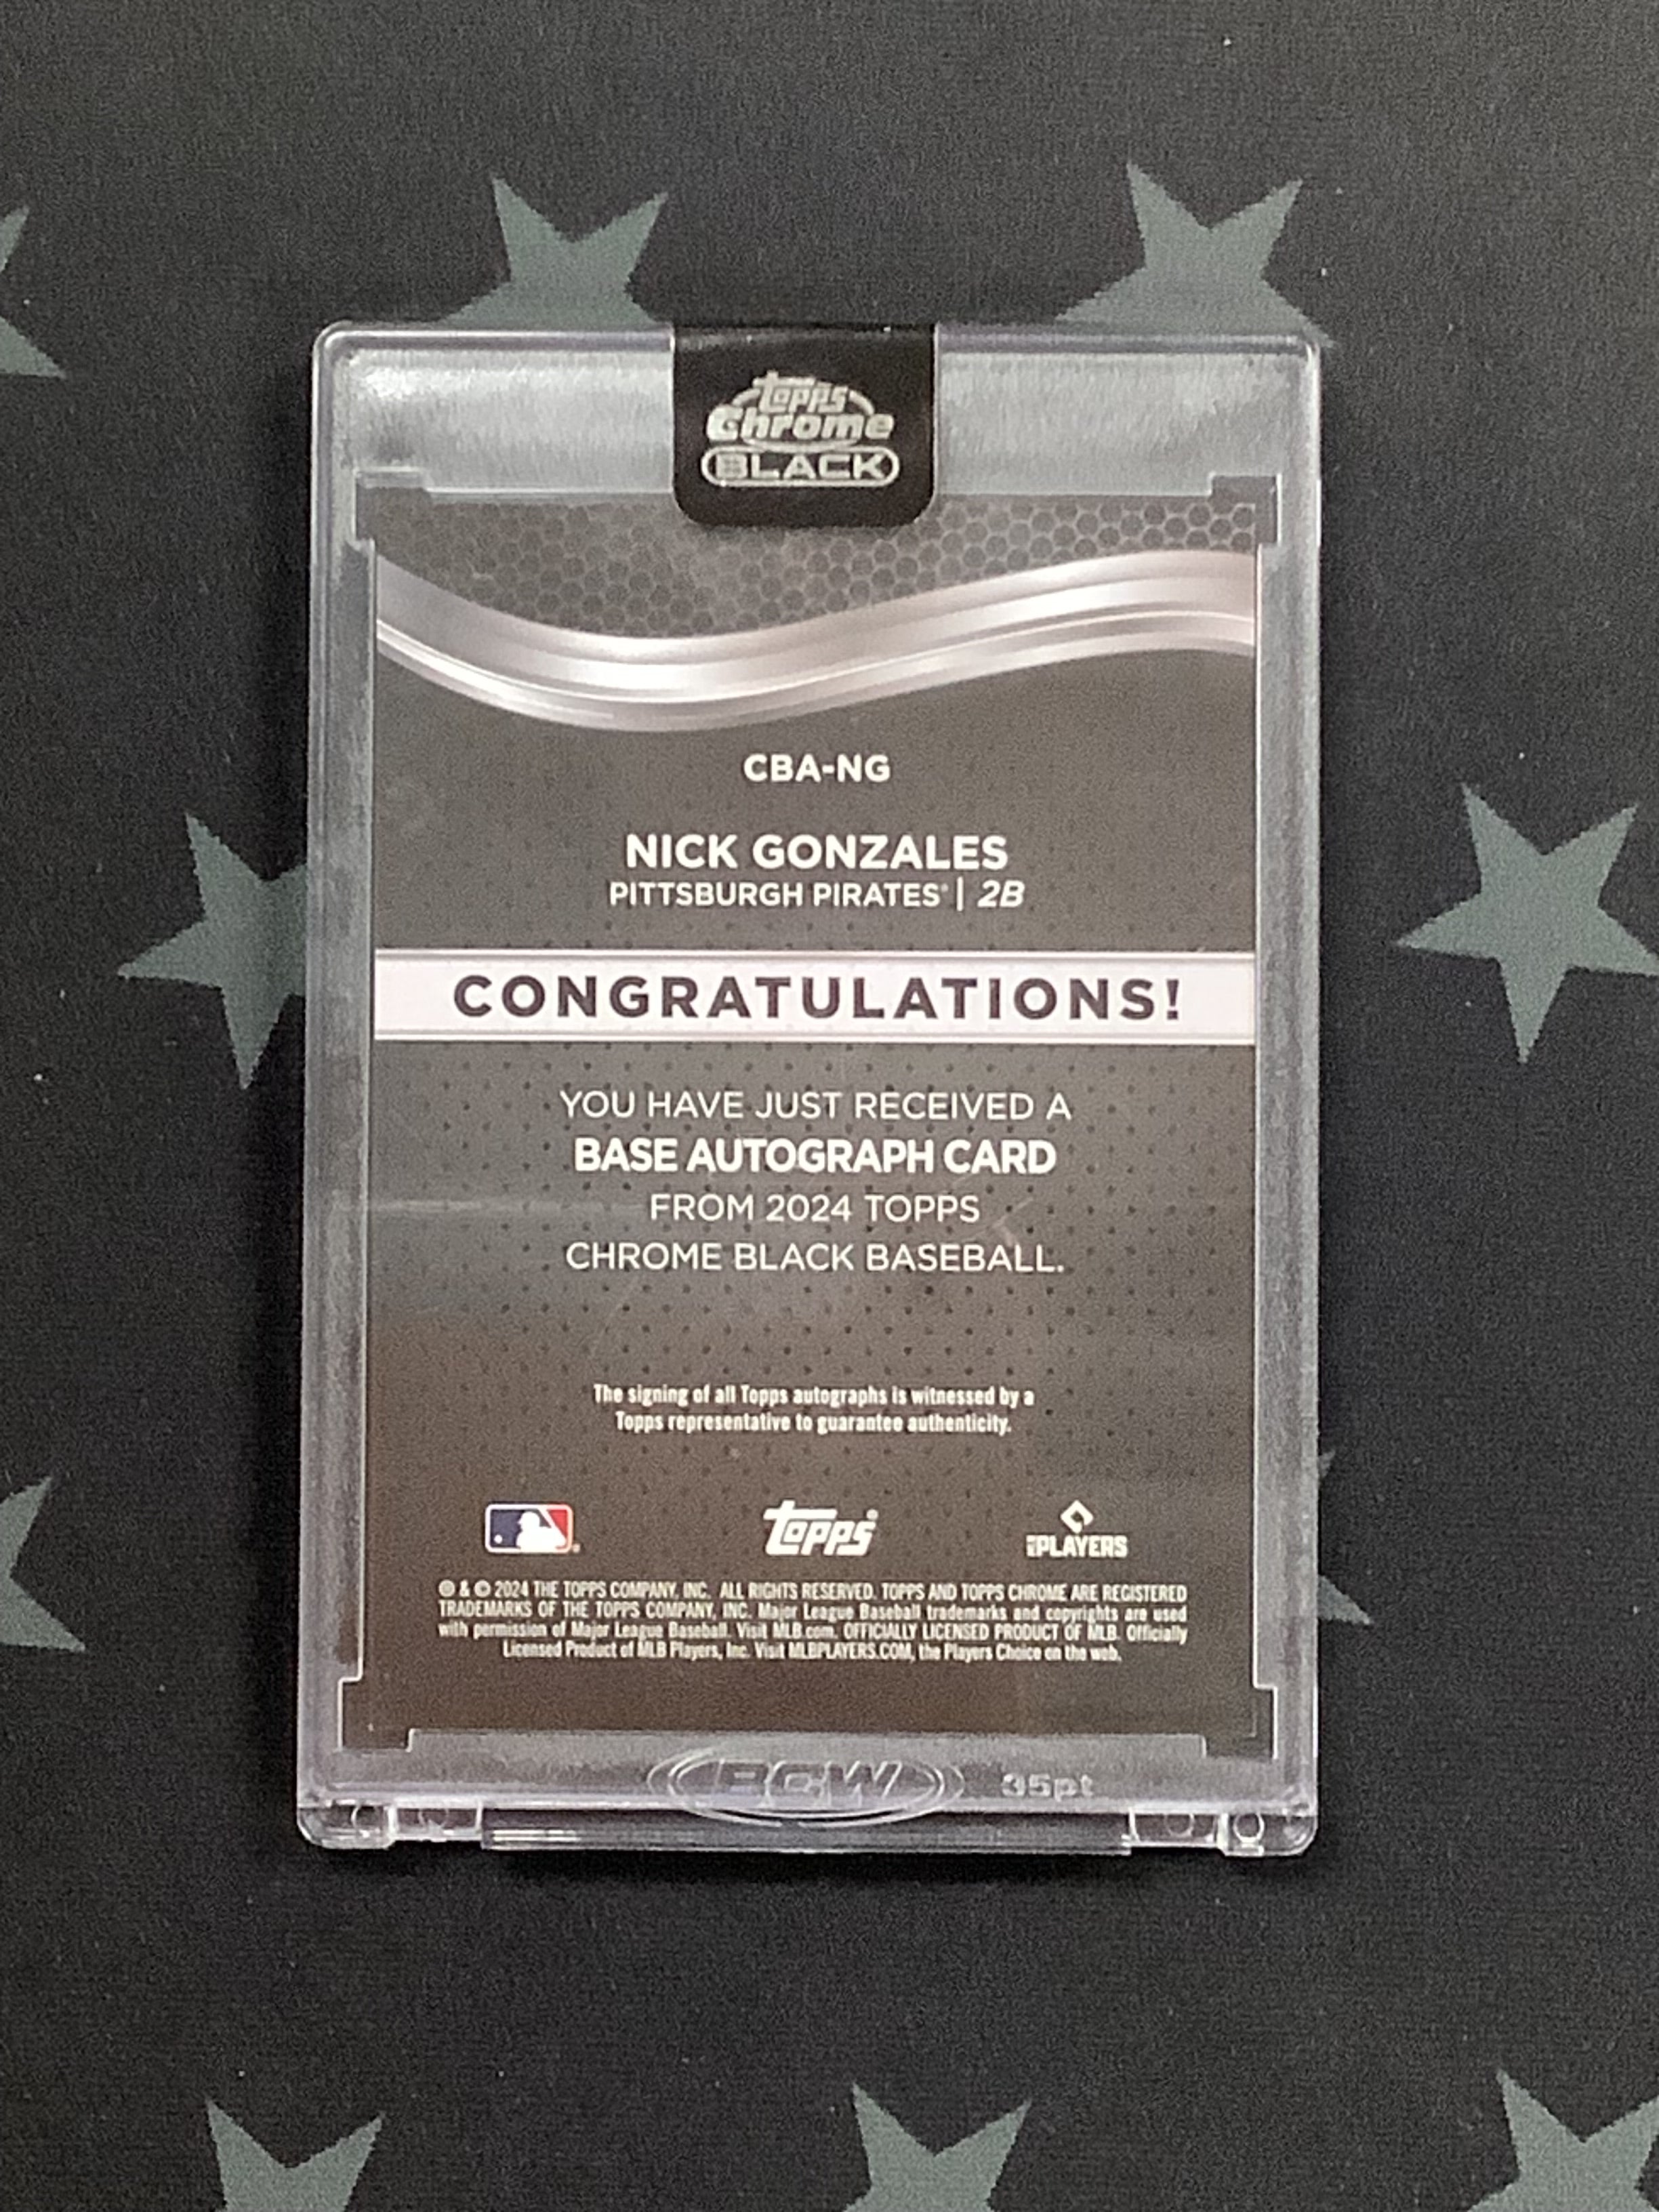 Topps
Chrome
BLACK
CBA-NG
NICK GONZALES
PITTSBURGH PIRATES® | 2B
CONGRATULATIONS!
YOU HAVE JUST RECEIVED A
BASE AUTOGRAPH CARD
FROM 2024 TOPPS
CHROME BLACK BASEBALL.
The signing of all Topps autographs is witnessed by a
Topps representative to guarantee authenticity.
Topps®
MLB PLAYERS
® & © 2024 THE TOPPS COMPANY, INC. ALL RIGHTS RESERVED. TOPPS AND TOPPS CHROME ARE REGISTERED
TRADEMARKS OF THE TOPPS COMPANY, INC. Major League Baseball trademarks and copyrights are used
with permission of Major League Baseball. Visit MLB.com. OFFICIALLY LICENSED PRODUCT OF MLB. Officially
Licensed Product of MLB Players, Inc. Visit MLBPLAYERS.COM, the Players Choice on the web.
BCW 35pt